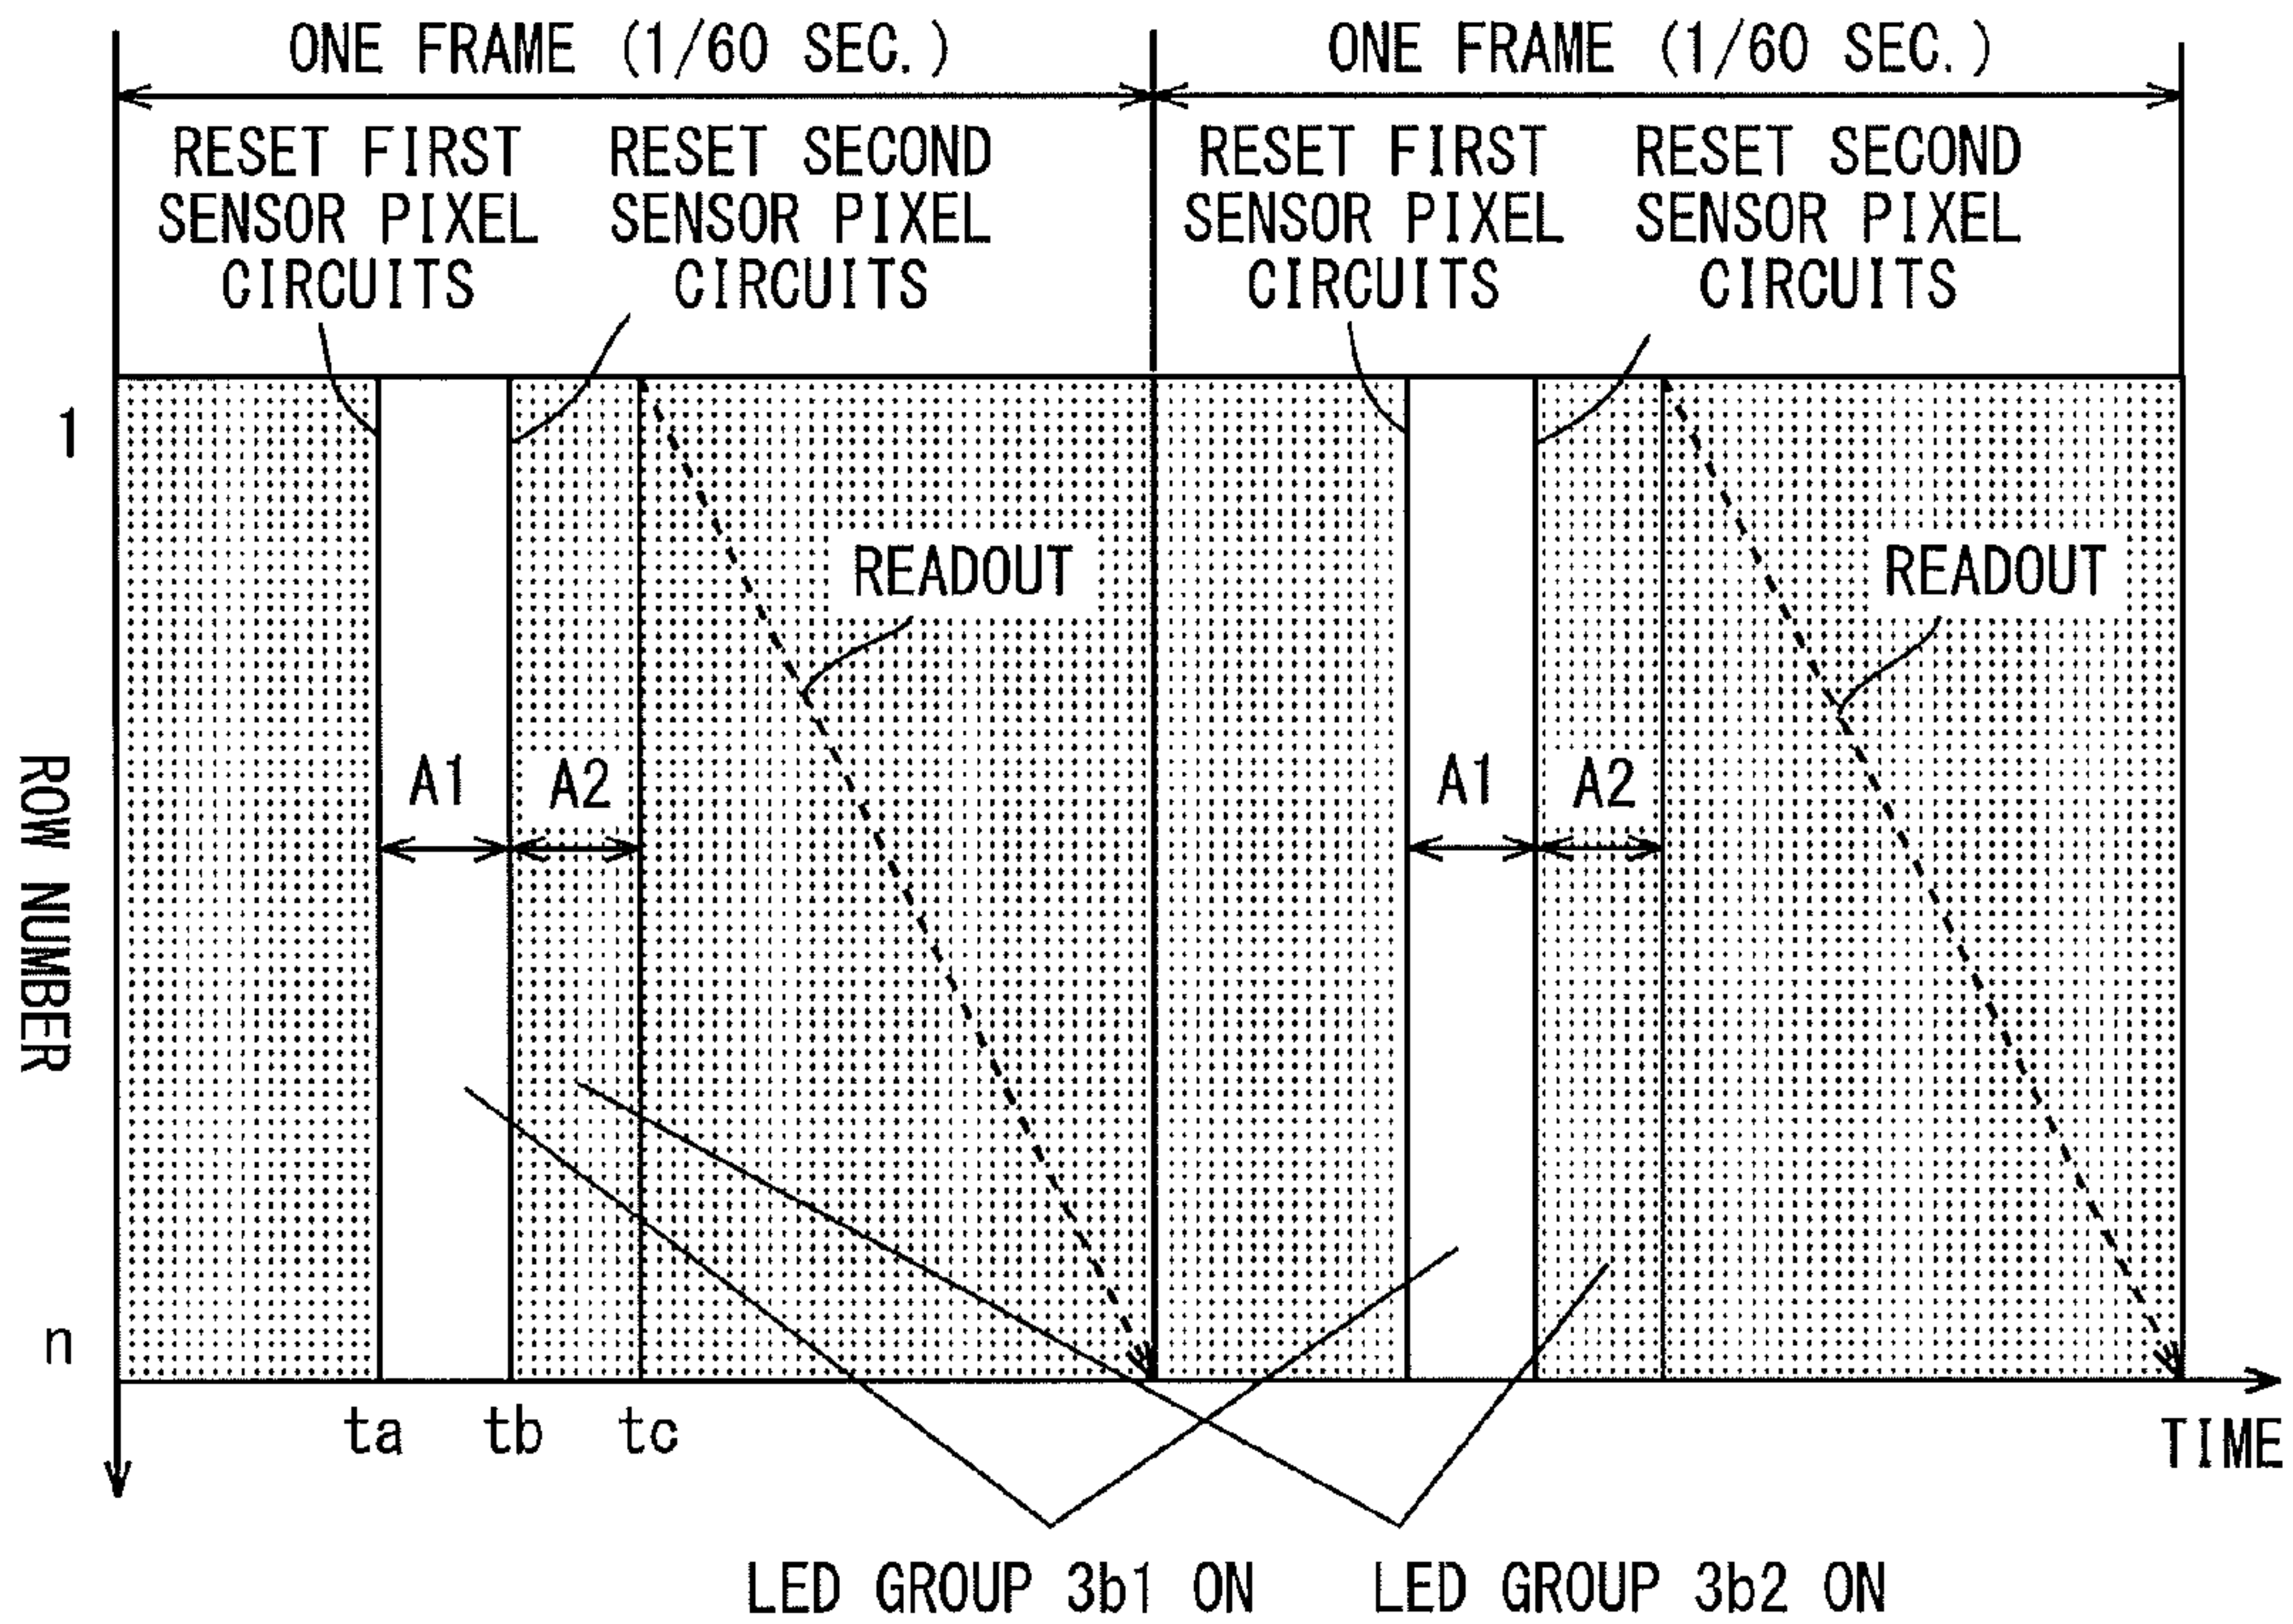 ONE FRAME (1/60 SEC.)
ONE FRAME (1/60 SEC.)
RESET FIRST
SENSOR PIXEL
CIRCUITS
RESET SECOND
SENSOR PIXEL
CIRCUITS
RESET FIRST
SENSOR PIXEL
CIRCUITS
RESET SECOND
SENSOR PIXEL
CIRCUITS
1
READOUT
READOUT
ROW NUMBER
A1
A2
A1
A2
n
ta
tb
tc
TIME
LED GROUP 3b1 ON
LED GROUP 3b2 ON